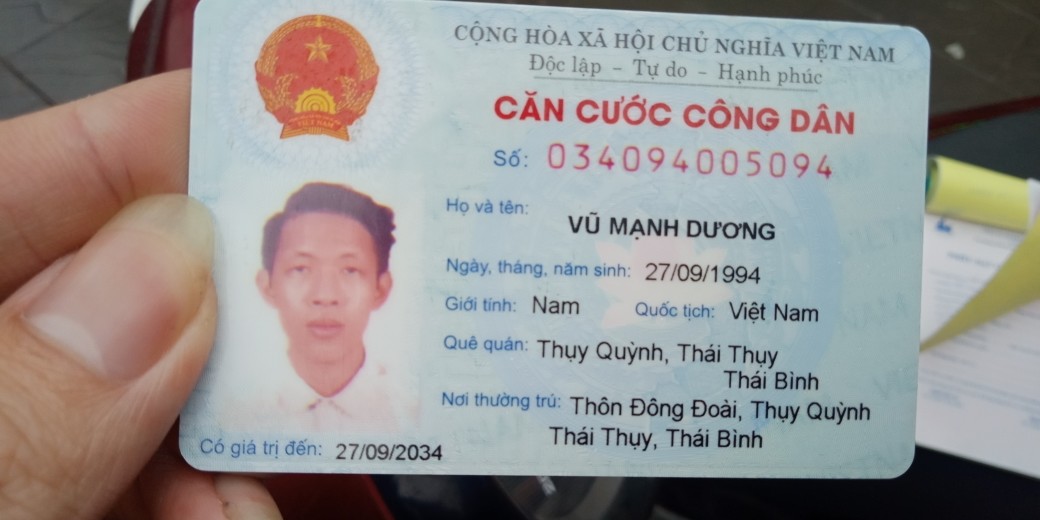 CỘNG HÒA XÃ HỘI CHỦ NGHĨA VIỆT NAM
Độc lập - Tự do - Hạnh phúc
CĂN CƯỚC CÔNG DÂN
Số: 034094005094
Họ và tên: VŨ MẠNH DƯƠNG
Ngày, tháng, năm sinh: 27/09/1994
Giới tính: Nam Quốc tịch: Việt Nam
Quê quán: Thụy Quỳnh, Thái Thụy
Thái Bình
Nơi thường trú: Thôn Đông Đoài, Thụy Quỳnh
Thái Thụy, Thái Bình
Có giá trị đến: 27/09/2034